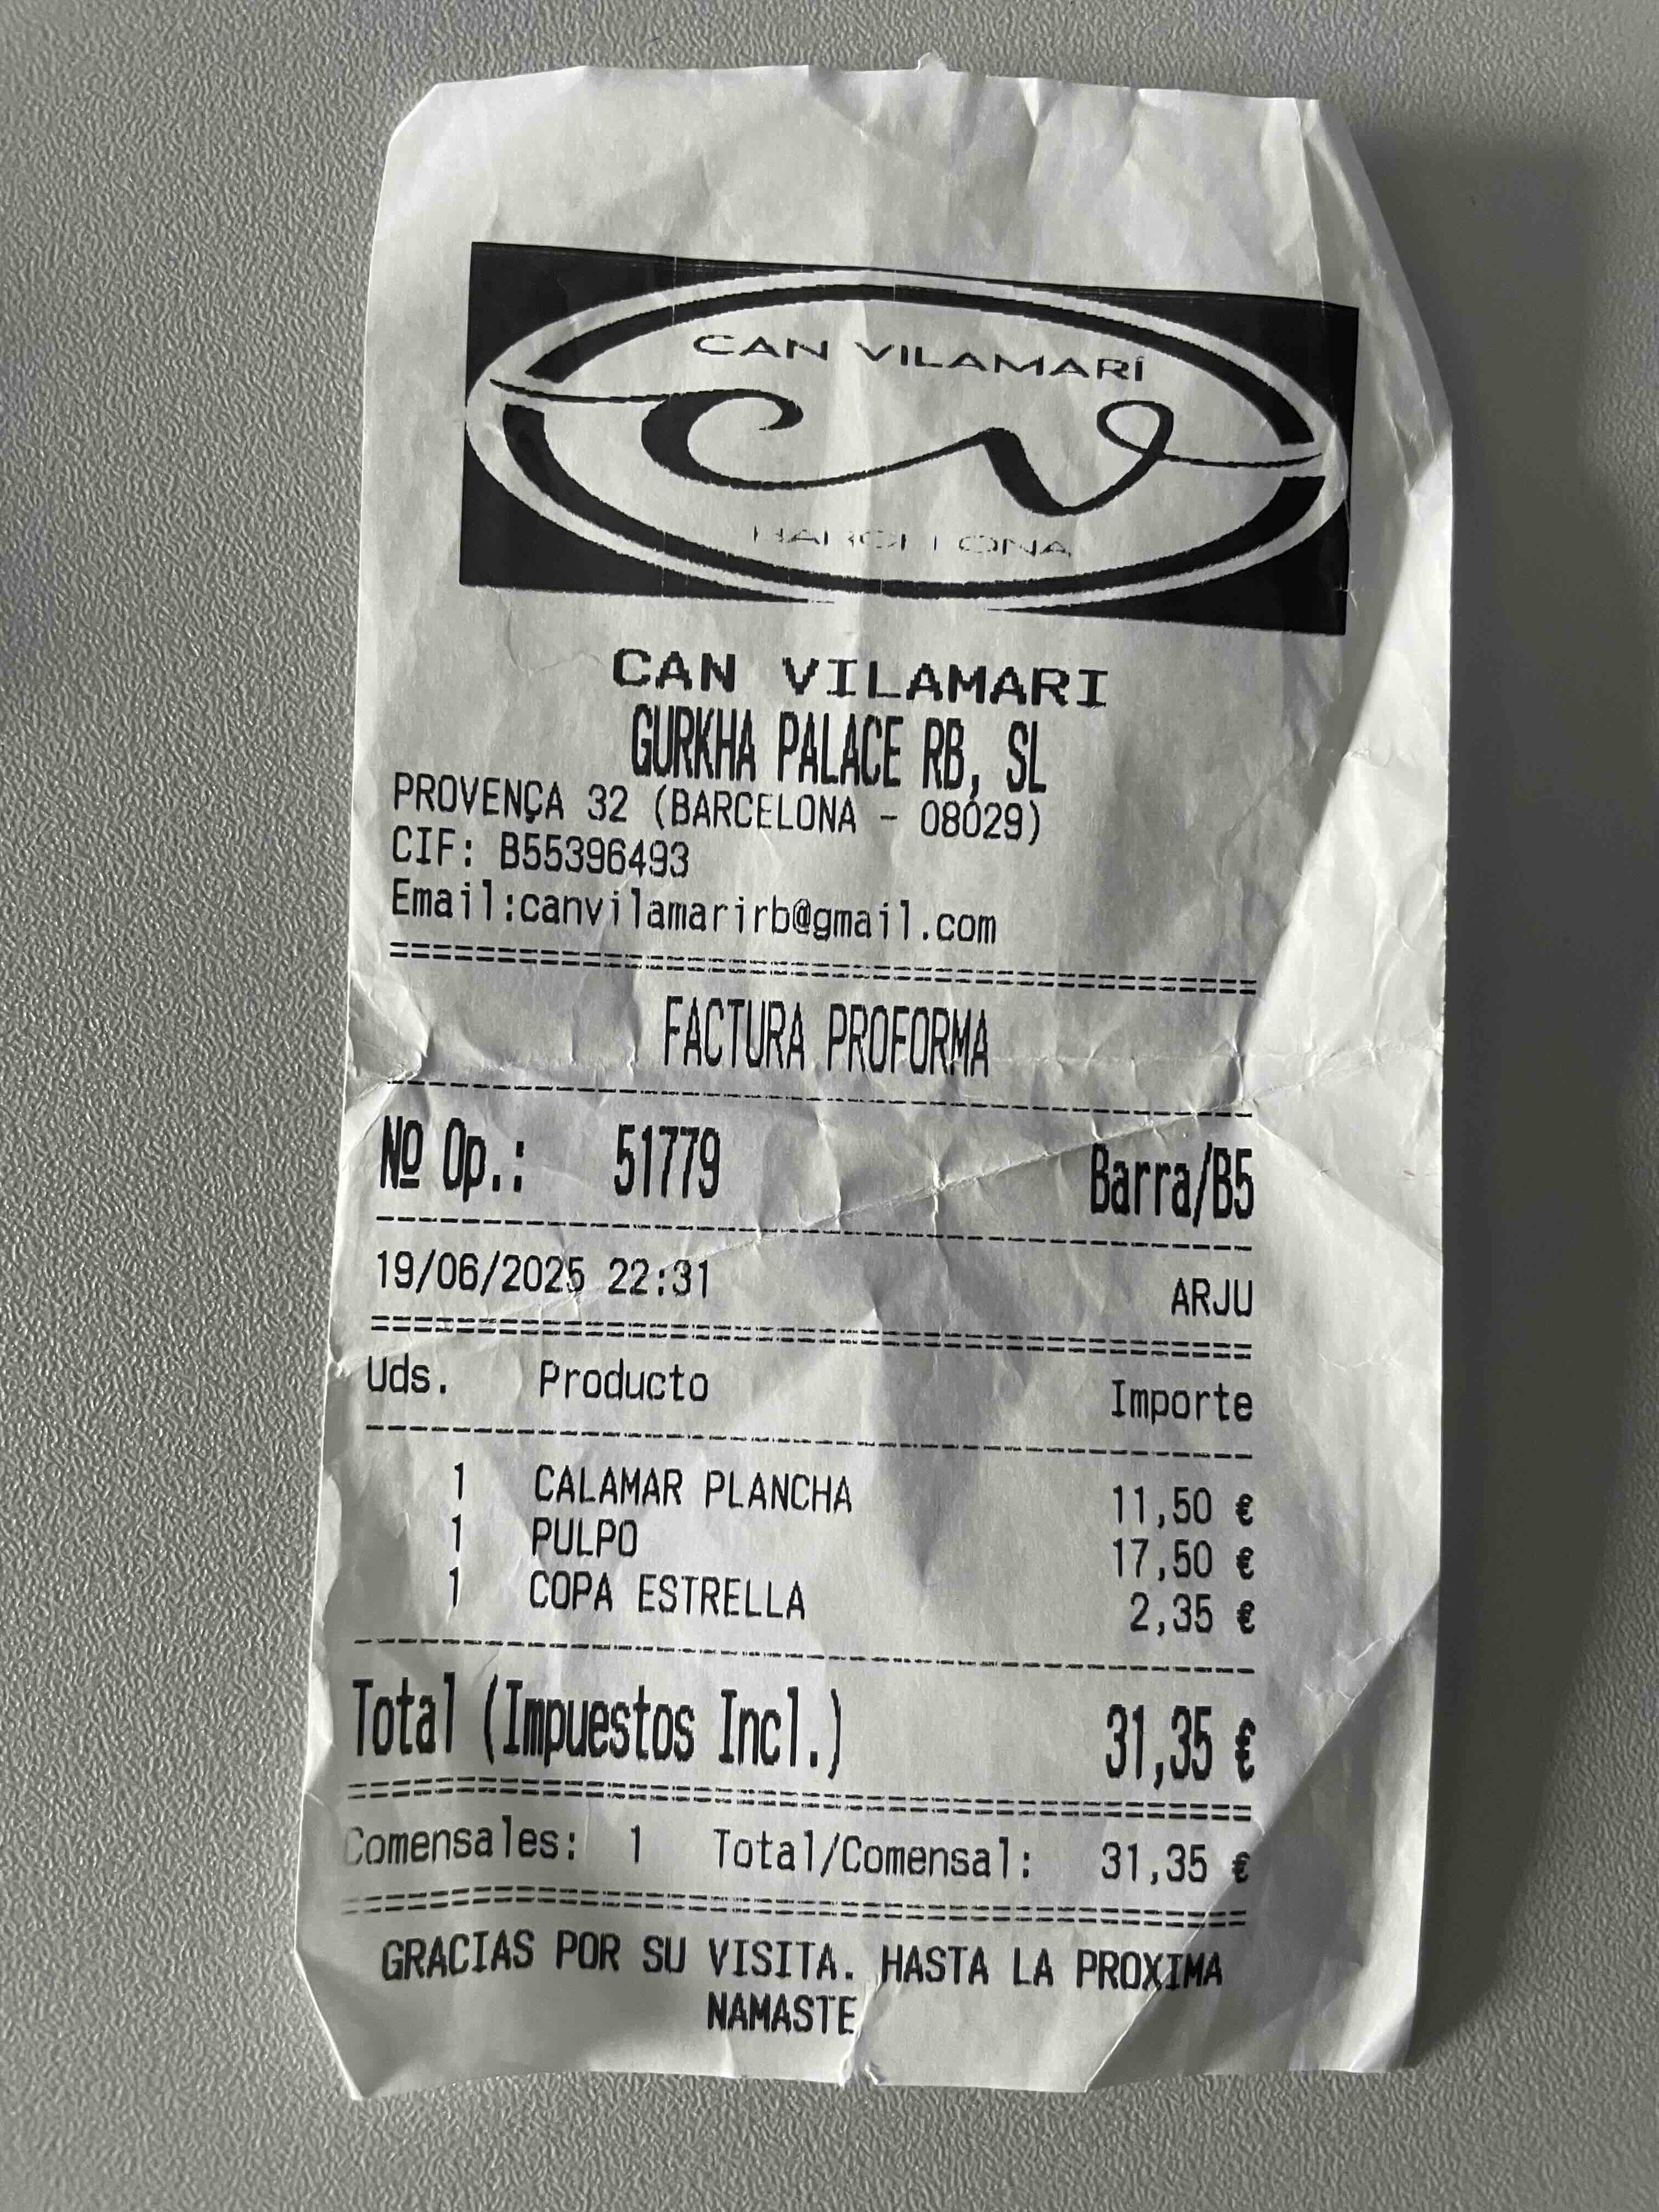 CAN VILAMARÍ
CV
BARCELONA
CAN VILAMARI
GURKHA PALACE RB, SL
PROVENÇA 32 (BARCELONA - 08029)
CIF: B55396493
Email:canvilamarirb@gmail.com
================================================
FACTURA PROFORMA
------------------------------------------------
Nº Op.: 51779 Barra/B5
------------------------------------------------
19/06/2025 22:31 ARJU
================================================
Uds. Producto Importe
------------------------------------------------
1 CALAMAR PLANCHA 11,50 €
1 PULPO 17,50 €
1 COPA ESTRELLA 2,35 €
------------------------------------------------
Total (Impuestos Incl.) 31,35 €
================================================
Comensales: 1 Total/Comensal: 31,35 €
================================================
GRACIAS POR SU VISITA. HASTA LA PROXIMA
NAMASTE